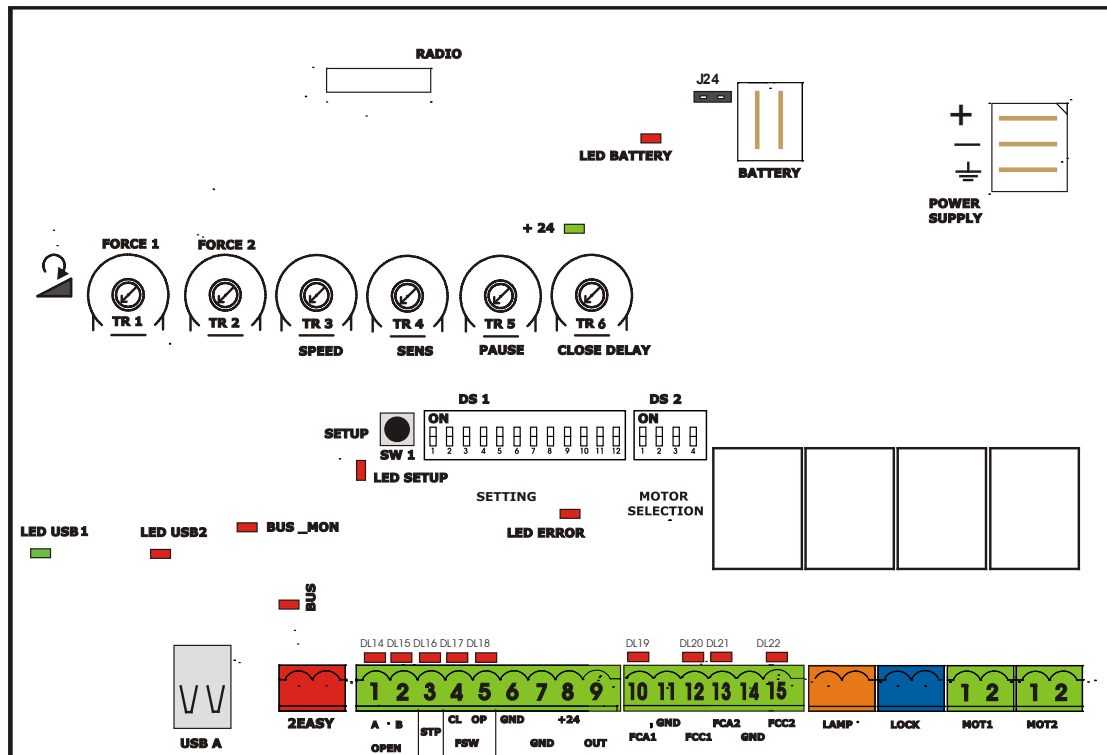 RADIO
J24
LED BATTERY
BATTERY
+
−
POWER
SUPPLY
+ 24
FORCE 1
FORCE 2
TR 1
TR 2
TR 3
TR 4
TR 5
TR 6
SPEED
SENS
PAUSE
CLOSE DELAY
DS 1
DS 2
ON
ON
SETUP
SW 1
1 2 3 4 5 6 7 8 9 10 11 12
1 2 3 4
LED SETUP
SETTING
MOTOR
SELECTION
LED ERROR
LED USB1
LED USB2
BUS _MON
BUS
DL14 DL15 DL16 DL17 DL18
DL19 DL20 DL21 DL22
1 2 3 4 5 6 7 8 9
10 11 12 13 14 15
1 2
1 2
USB A
2EASY
A B
OPEN
STP
CL OP
FSW
GND
GND
+24
OUT
FCA1
GND
FCC1
FCA2
GND
FCC2
LAMP
LOCK
MOT1
MOT2